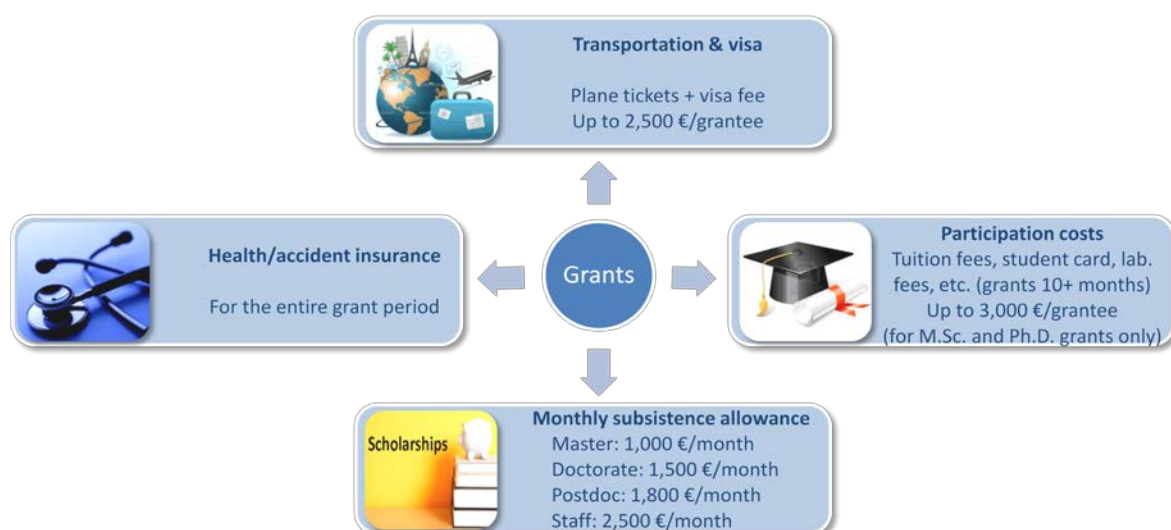 Transportation & visa
Plane tickets + visa fee
Up to 2,500 €/grantee
Health/accident insurance
For the entire grant period
Grants
Participation costs
Tuition fees, student card, lab.
fees, etc. (grants 10+ months)
Up to 3,000 €/grantee
(for M.Sc. and Ph.D. grants only)
Scholarships
Monthly subsistence allowance
Master: 1,000 €/month
Doctorate: 1,500 €/month
Postdoc: 1,800 €/month
Staff: 2,500 €/month